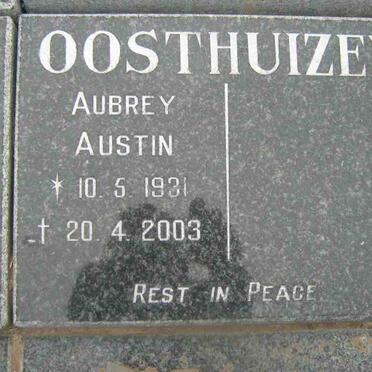 OOSTHUIZE
AUBREY
AUSTIN
* 10. 5. 1931
† 20. 4. 2003
REST IN PEACE